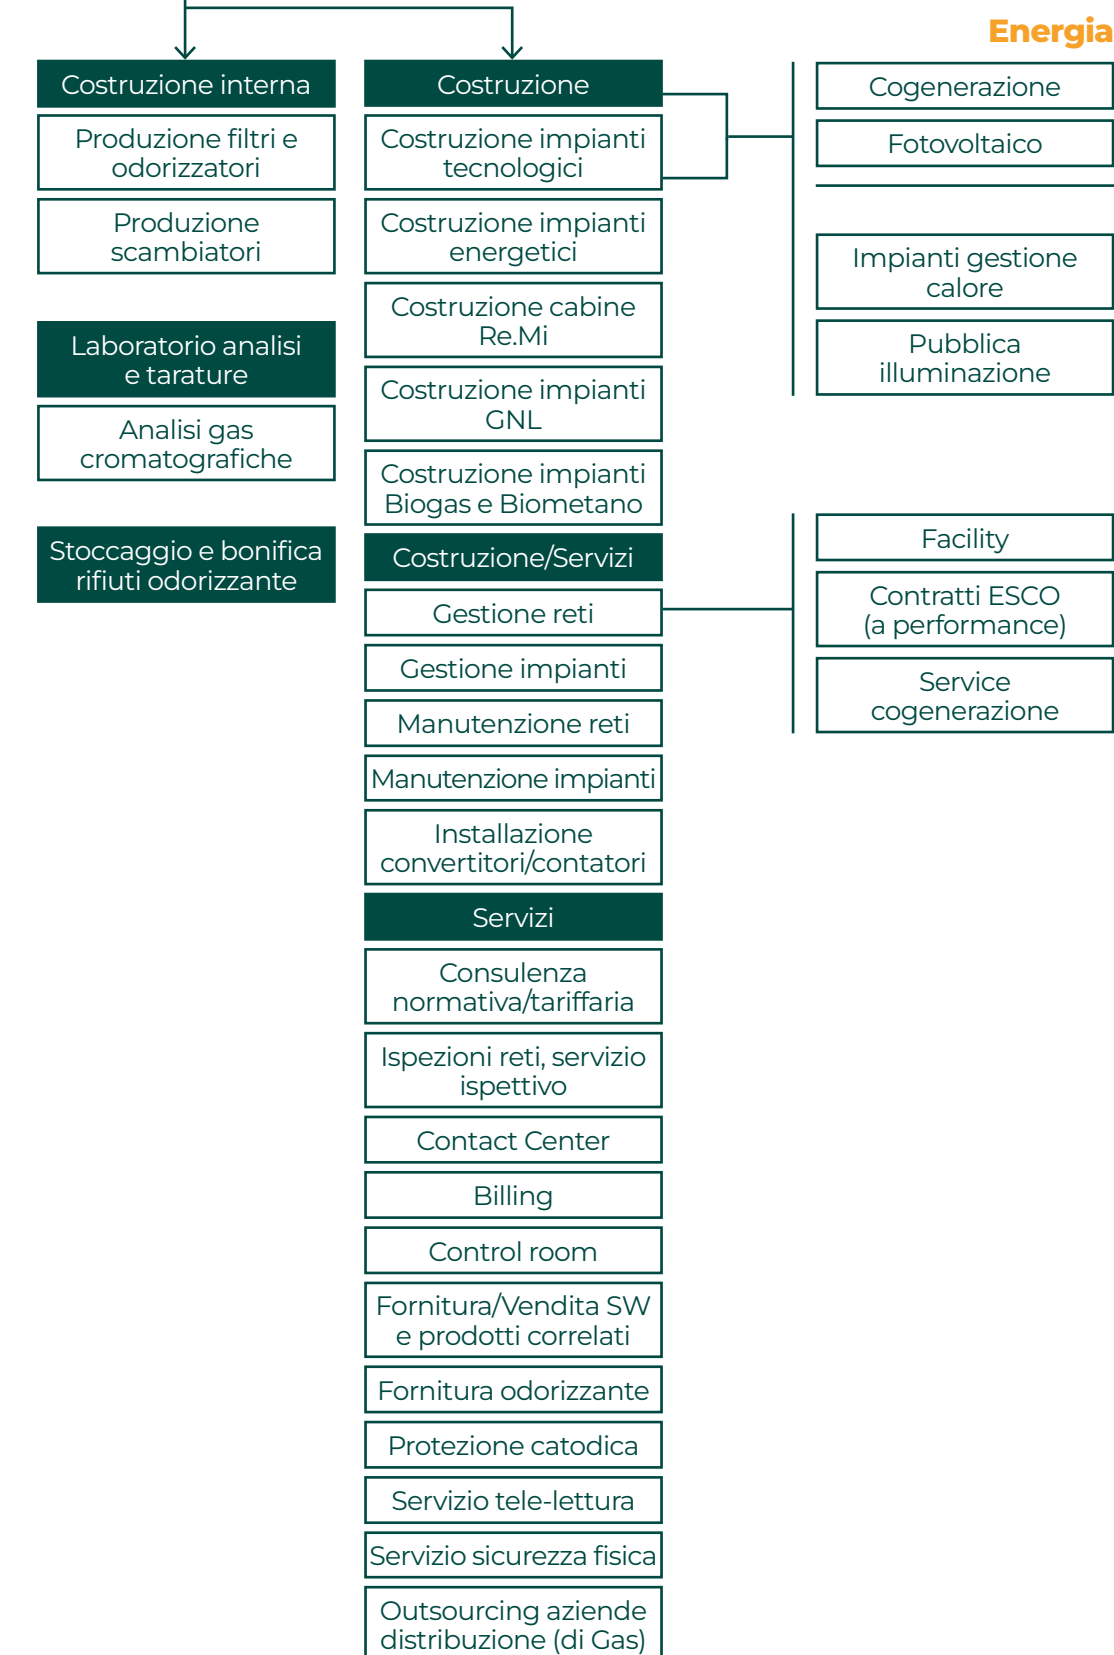 Energia
Costruzione interna
Produzione filtri e
odorizzatori
Produzione
scambiatori
Laboratorio analisi
e tarature
Analisi gas
cromatografiche
Stoccaggio e bonifica
rifiuti odorizzante
Costruzione
Costruzione impianti
tecnologici
Costruzione impianti
energetici
Costruzione cabine
Re.Mi
Costruzione impianti
GNL
Costruzione impianti
Biogas e Biometano
Costruzione/Servizi
Gestione reti
Gestione impianti
Manutenzione reti
Manutenzione impianti
Installazione
convertitori/contatori
Servizi
Consulenza
normativa/tariffaria
Ispezioni reti, servizio
ispettivo
Contact Center
Billing
Control room
Fornitura/Vendita SW
e prodotti correlati
Fornitura odorizzante
Protezione catodica
Servizio tele-lettura
Servizio sicurezza fisica
Outsourcing aziende
distribuzione (di Gas)
Cogenerazione
Fotovoltaico
Impianti gestione
calore
Pubblica
illuminazione
Facility
Contratti ESCO
(a performance)
Service
cogenerazione